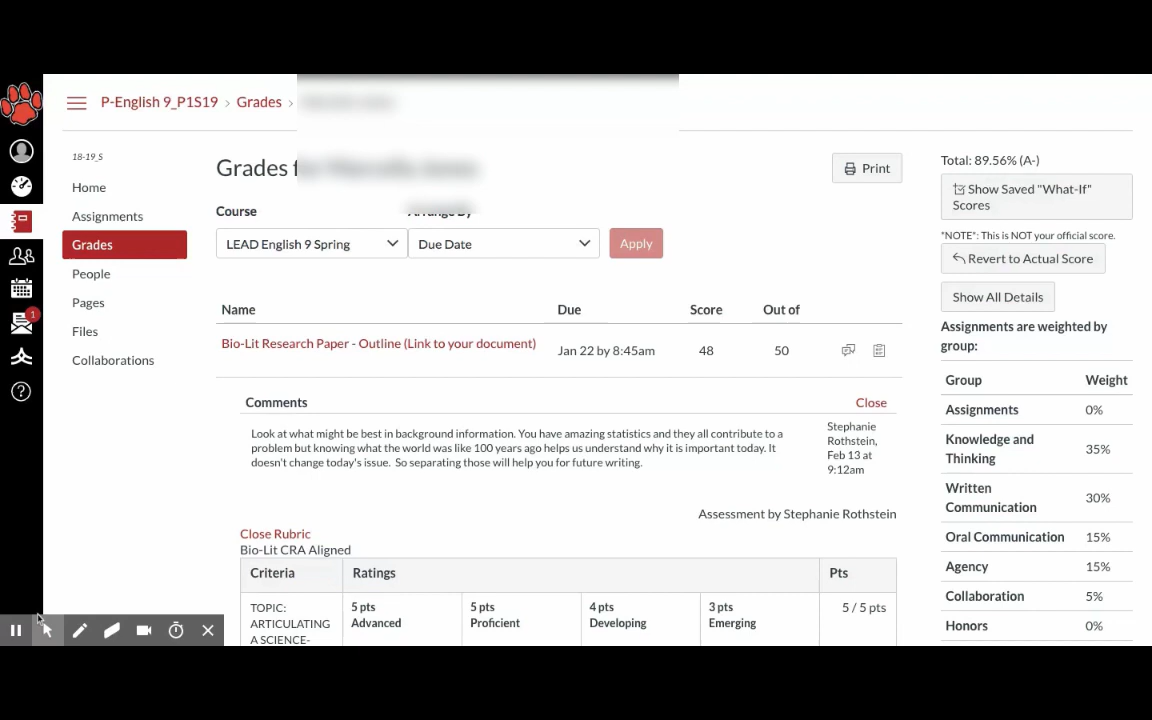 P-English 9_P1S19 › Grades ›
18-19_S
Home
Assignments
Grades
People
Pages
Files
Collaborations
1
Grades
Print
Course
Arrange By
LEAD English 9 Spring
Due Date
Apply
Name Due Score Out of
Bio-Lit Research Paper - Outline (Link to your document) Jan 22 by 8:45am 48 50
Comments Close
Look at what might be best in background information. You have amazing statistics and they all contribute to a
problem but knowing what the world was like 100 years ago helps us understand why it is important today. It
doesn't change today's issue. So separating those will help you for future writing.
Stephanie
Rothstein,
Feb 13 at
9:12am
Assessment by Stephanie Rothstein
Close Rubric
Bio-Lit CRA Aligned
Criteria Ratings Pts
TOPIC:
ARTICULATING
A SCIENCE-
5 pts
Advanced
5 pts
Proficient
4 pts
Developing
3 pts
Emerging
5 / 5 pts
Total: 89.56% (A-)
Show Saved "What-If"
Scores
*NOTE*: This is NOT your official score.
Revert to Actual Score
Show All Details
Assignments are weighted by
group:
Group Weight
Assignments 0%
Knowledge and
Thinking 35%
Written
Communication 30%
Oral Communication 15%
Agency 15%
Collaboration 5%
Honors 0%